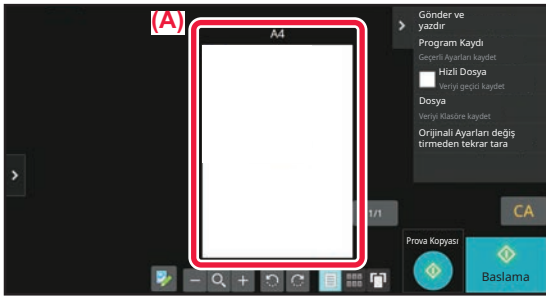 (A)
A4
Gönder ve
yazdır
Program Kaydı
Geçerli Ayarları kaydet
Hizli Dosya
Veriyi geçici kaydet
Dosya
Veriyi Klasöre kaydet
Orijinali Ayarları değiş
tirmeden tekrar tara
1/1
CA
Prova Kopyası
Baslama